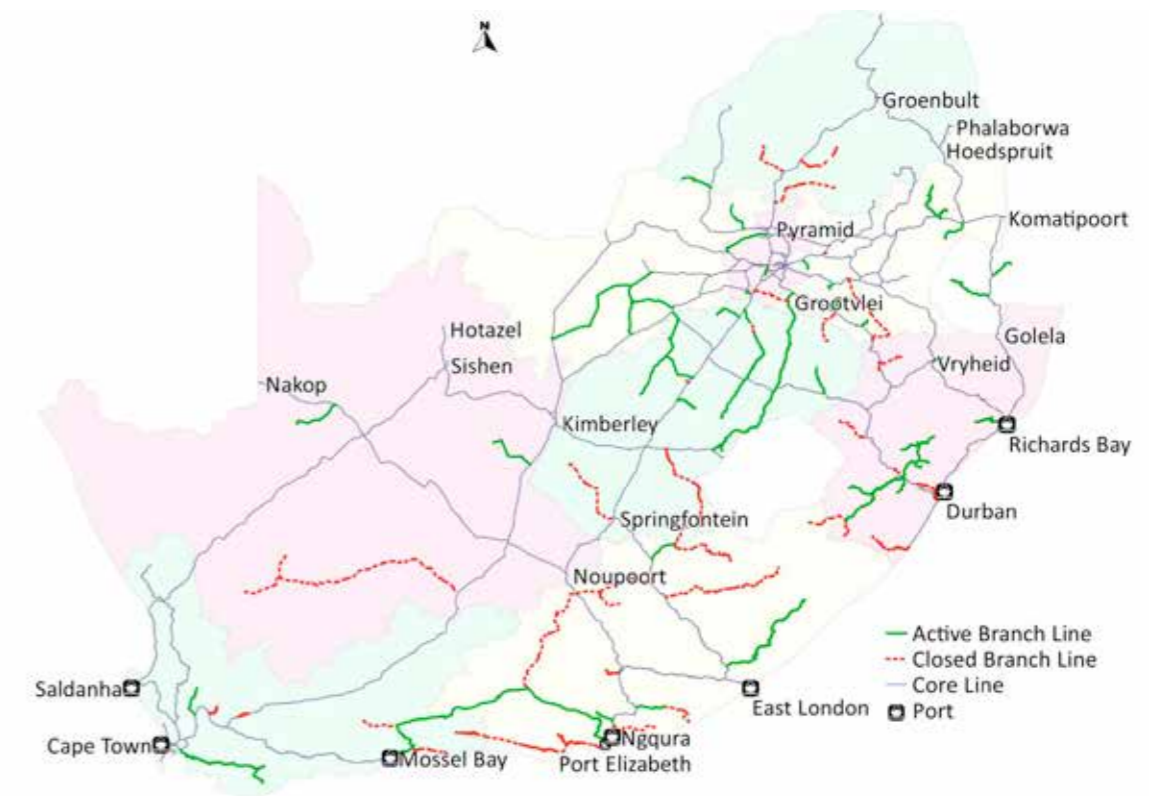 N
Groenbult
Phalaborwa
Hoedspruit
Komatipoort
Pyramid
Grootvlei
Hotazel
Golela
Sishen
Vryheid
Nakop
Kimberley
Richards Bay
Springfontein
Durban
Noupoort
Active Branch Line
Closed Branch Line
Saldanha
Core Line
East London
Port
Cape Town
Ngqura
Mossel Bay
Port Elizabeth